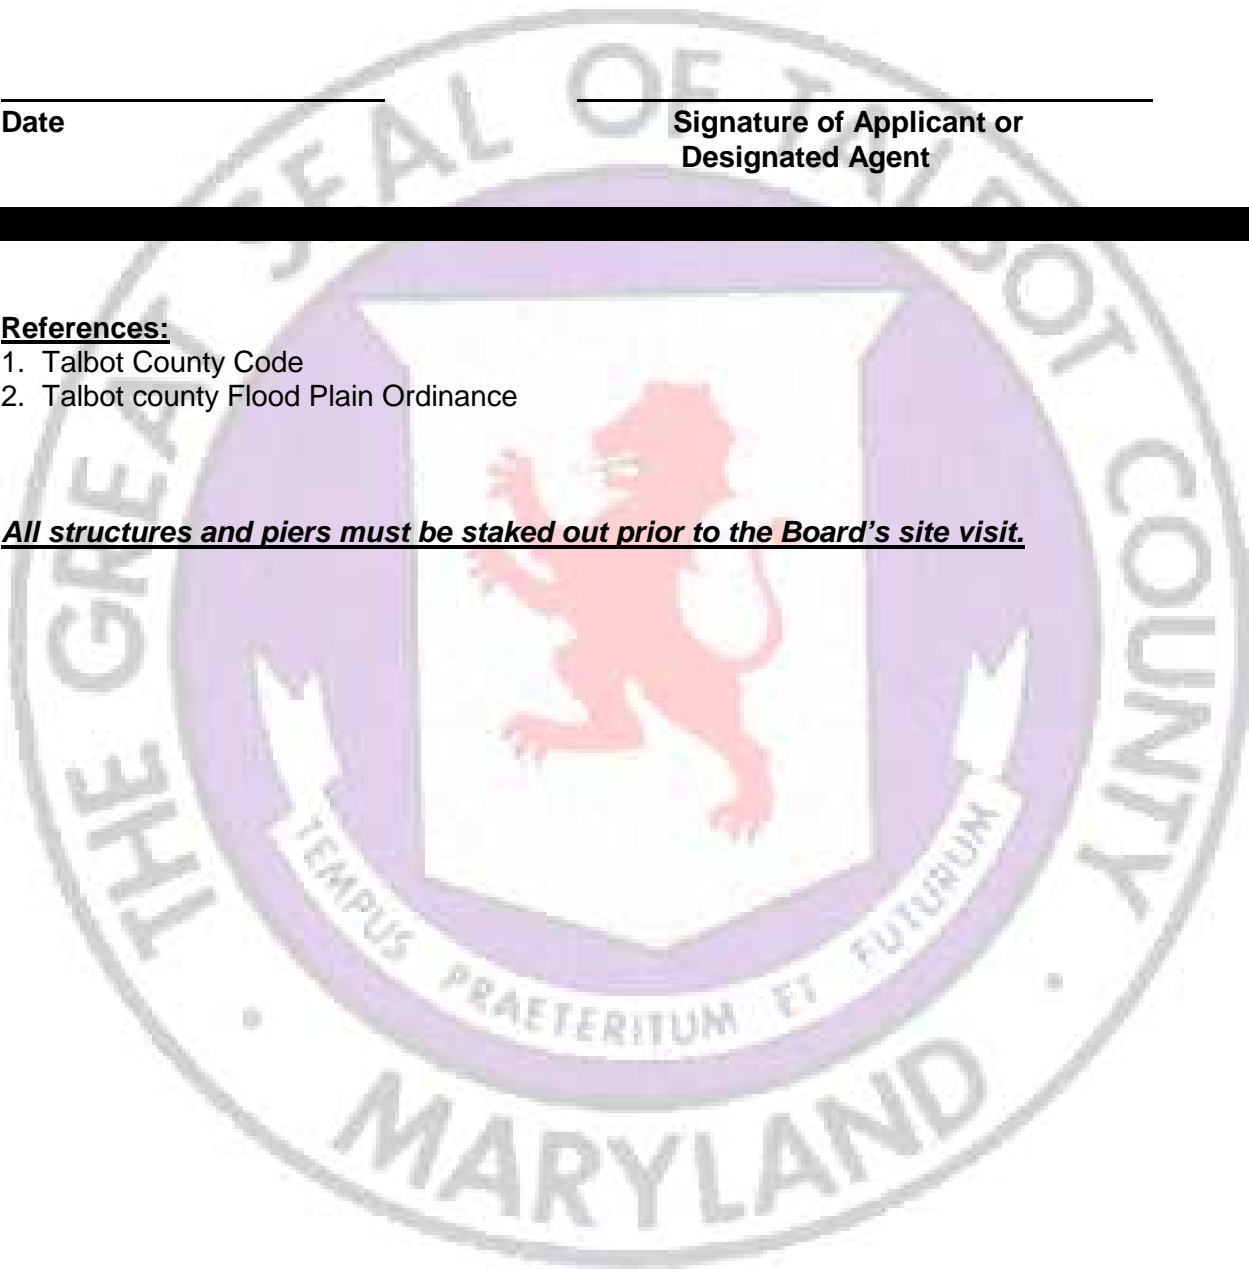 Date Signature of Applicant or
Designated Agent
References:
1. Talbot County Code
2. Talbot county Flood Plain Ordinance
All structures and piers must be staked out prior to the Board’s site visit.
THE GREAT SEAL OF TALBOT COUNTY
TEMPUS PRAETERITUM ET FUTURUM
· MARYLAND ·